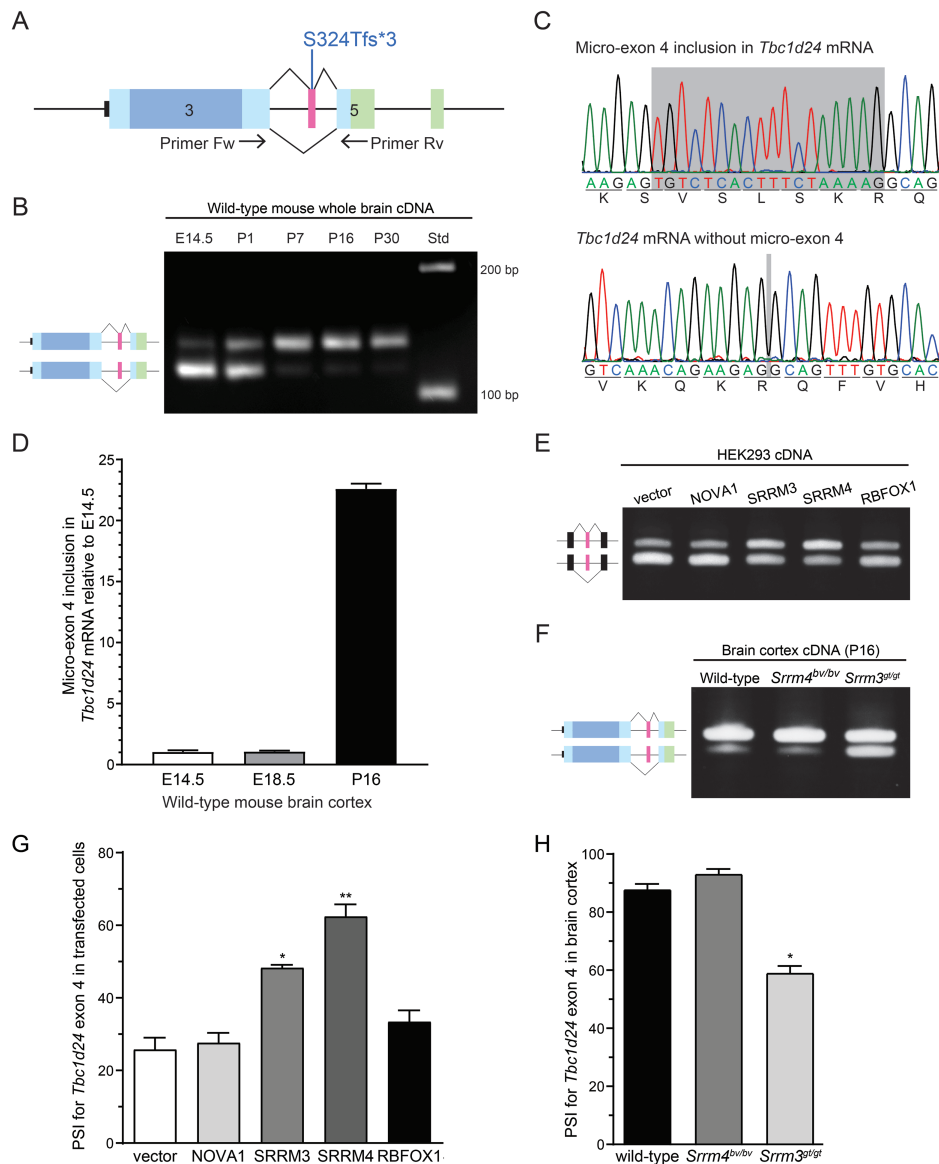 A
S324Tfs*3
3
5
Primer Fw
Primer Rv
B
Wild-type mouse whole brain cDNA
E14.5 P1 P7 P16 P30 Std
200 bp
100 bp
C
Micro-exon 4 inclusion in Tbc1d24 mRNA
AAGAGTGTCTCACTTTCTAAAAGGCAG
K S V S L S K R Q
Tbc1d24 mRNA without micro-exon 4
GTCAAACAGAAGAGGCAGTTTGTGCAC
V K Q K R Q F V H
D
Micro-exon 4 inclusion in
Tbc1d24 mRNA relative to E14.5
25
20
15
10
5
1
0
E14.5 E18.5 P16
Wild-type mouse brain cortex
E
HEK293 cDNA
vector NOVA1 SRRM3 SRRM4 RBFOX1
F
Brain cortex cDNA (P16)
Wild-type Srrm4bv/bv Srrm3gt/gt
G
PSI for Tbc1d24 exon 4 in transfected cells
80
60
40
20
0
*
**
vector NOVA1 SRRM3 SRRM4 RBFOX1
H
PSI for Tbc1d24 exon 4 in brain cortex
100
80
60
40
20
0
*
wild-type Srrm4bv/bv Srrm3gt/gt